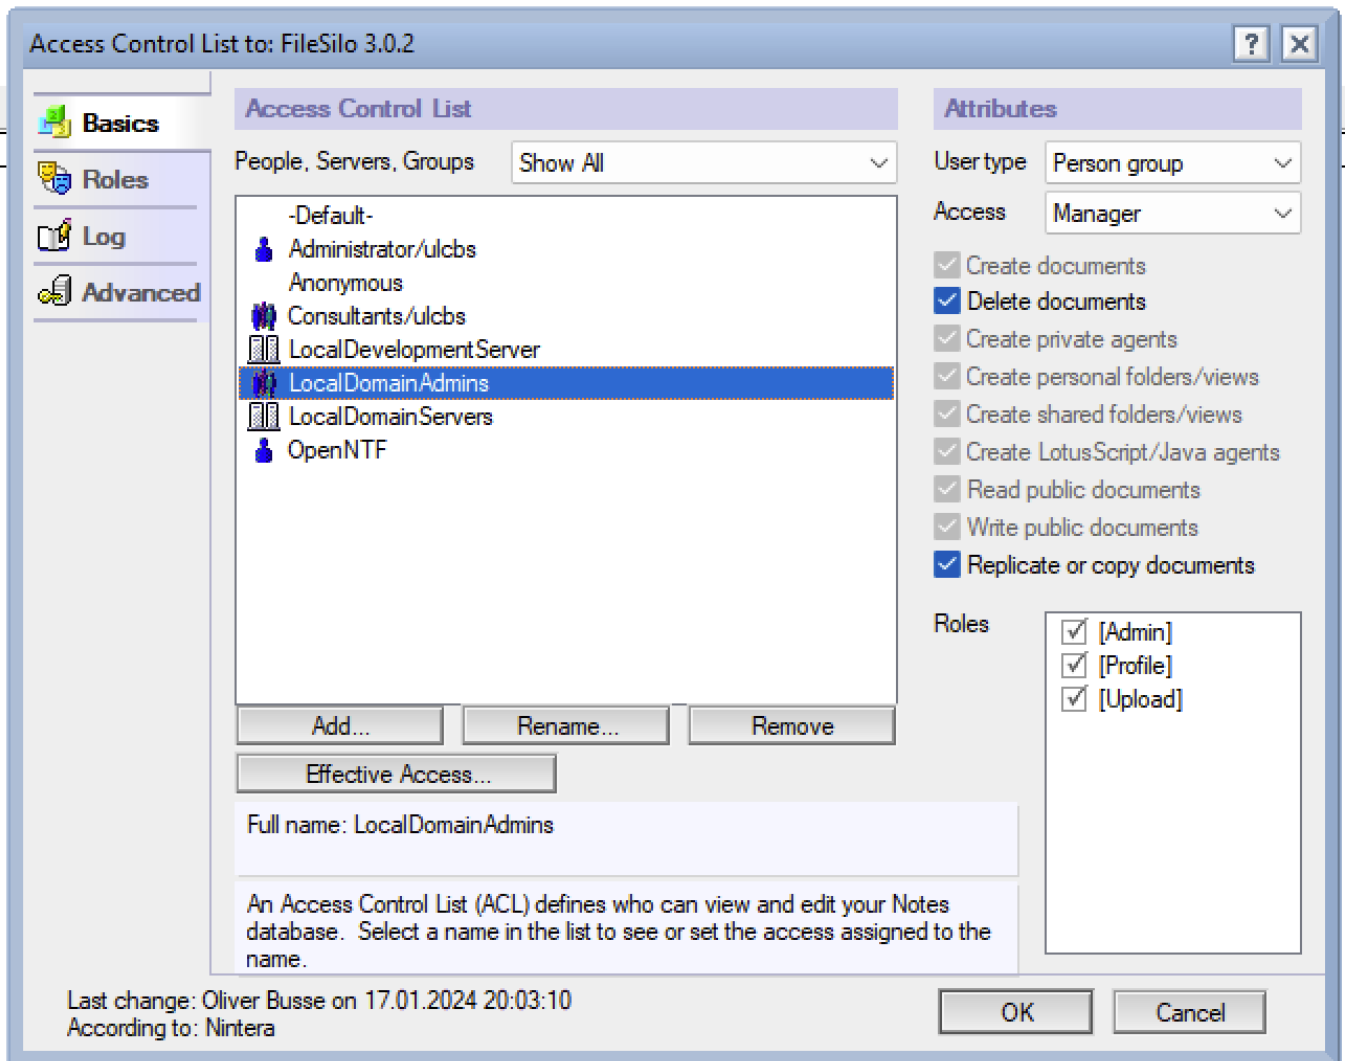 Access Control List to: FileSilo 3.0.2
?
Basics
Roles
Log
Advanced
Access Control List
People, Servers, Groups
Show All
-Default-
Administrator/ulcbs
Anonymous
Consultants/ulcbs
LocalDevelopmentServer
LocalDomainAdmins
LocalDomainServers
OpenNTF
Add...
Rename...
Remove
Effective Access...
Full name: LocalDomainAdmins
An Access Control List (ACL) defines who can view and edit your Notes
database.  Select a name in the list to see or set the access assigned to the
name.
Attributes
User type
Person group
Access
Manager
Create documents
Delete documents
Create private agents
Create personal folders/views
Create shared folders/views
Create LotusScript/Java agents
Read public documents
Write public documents
Replicate or copy documents
Roles
[Admin]
[Profile]
[Upload]
Last change: Oliver Busse on 17.01.2024 20:03:10
According to: Nintera
OK
Cancel